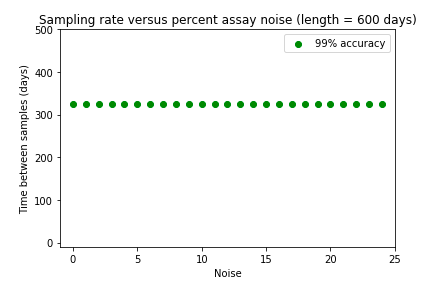 Sampling rate versus percent assay noise (length = 600 days)
99% accuracy
Time between samples (days)
500
400
300
200
100
0
0 5 10 15 20 25
Noise